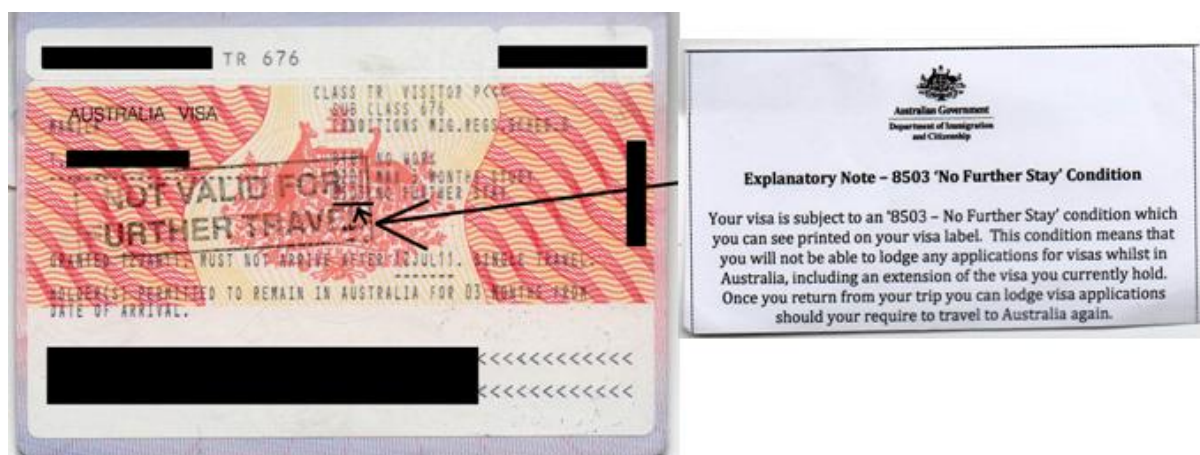 TR 676
CLASS TR VISITOR
AUSTRALIA VISA
SUB CLASS 676
CONDITIONS MIG.REGS.SCHED.8
NO WORK
MONTHS STUDY
NO FURTHER STAY
NOT VALID FOR
URTHER TRAVEL
MUST NOT ARRIVE AFTER 12JUL11. SINGLE TRAVEL.
HOLDER(S) PERMITTED TO REMAIN IN AUSTRALIA FOR 03 MONTHS FROM
DATE OF ARRIVAL.
<<<<<<<<<<<<<
<<<<<<<<<<<<<
Australian Government
Department of Immigration
and Citizenship
Explanatory Note – 8503 ‘No Further Stay’ Condition
Your visa is subject to an ‘8503 – No Further Stay’ condition which
you can see printed on your visa label. This condition means that
you will not be able to lodge any applications for visas whilst in
Australia, including an extension of the visa you currently hold.
Once you return from your trip you can lodge visa applications
should your require to travel to Australia again.